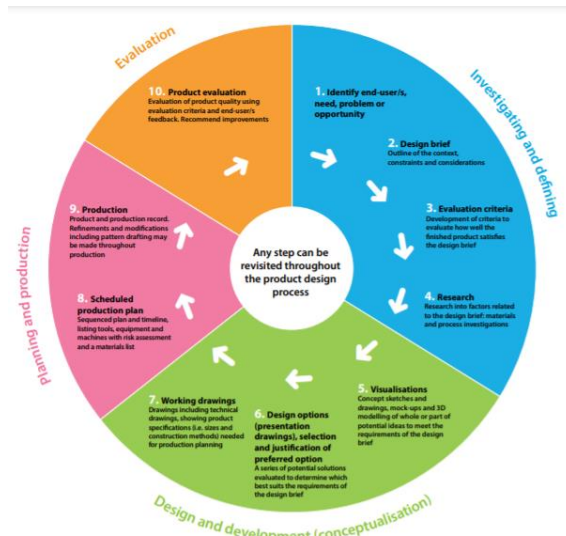 Evaluation
Investigating and defining
Design and development (conceptualisation)
Planning and production
1. Identify end-user/s,
need, problem or
opportunity
2. Design brief
Outline of the context,
constraints and considerations
3. Evaluation criteria
Development of criteria to
evaluate how well the
finished product satisfies
the design brief
4. Research
Research into factors related
to the design brief: materials
and process investigations
5. Visualisations
Concept sketches and
drawings, mock-ups and 3D
modelling of whole or part of
potential ideas to meet the
requirements of the design
brief
6. Design options
(presentation
drawings), selection
and justification of
preferred option
A series of potential solutions
evaluated to determine which
best suits the requirements of
the design brief
7. Working drawings
Drawings including technical
drawings, showing product
specifications (i.e. sizes and
construction methods) needed
for production planning
8. Scheduled
production plan
Sequenced plan and timeline,
listing tools, equipment and
machines with risk assessment
and a materials list
9. Production
Product and production record.
Refinements and modifications
including pattern drafting may
be made throughout
production
10. Product evaluation
Evaluation of product quality using
evaluation criteria and end-user/s
feedback. Recommend improvements
Any step can be
revisited throughout
the product design
process